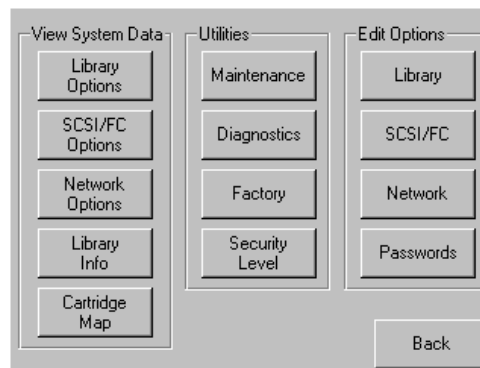 View System Data
Library
Options
SCSI/FC
Options
Network
Options
Library
Info
Cartridge
Map
Utilities
Maintenance
Diagnostics
Factory
Security
Level
Edit Options
Library
SCSI/FC
Network
Passwords
Back